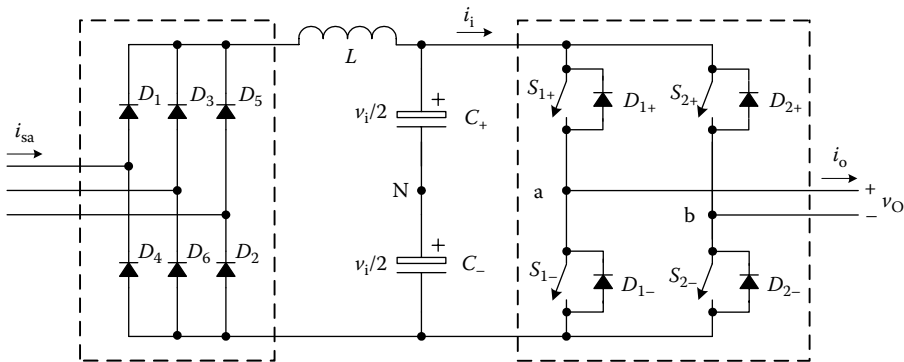 i_i
L
D_1
D_3
D_5
S_1+
D_1+
S_2+
D_2+
v_i/2
+
C_+
i_sa
i_o
N
a
+
b
v_O
−
D_4
D_6
D_2
v_i/2
+
C_−
S_1−
D_1−
S_2−
D_2−